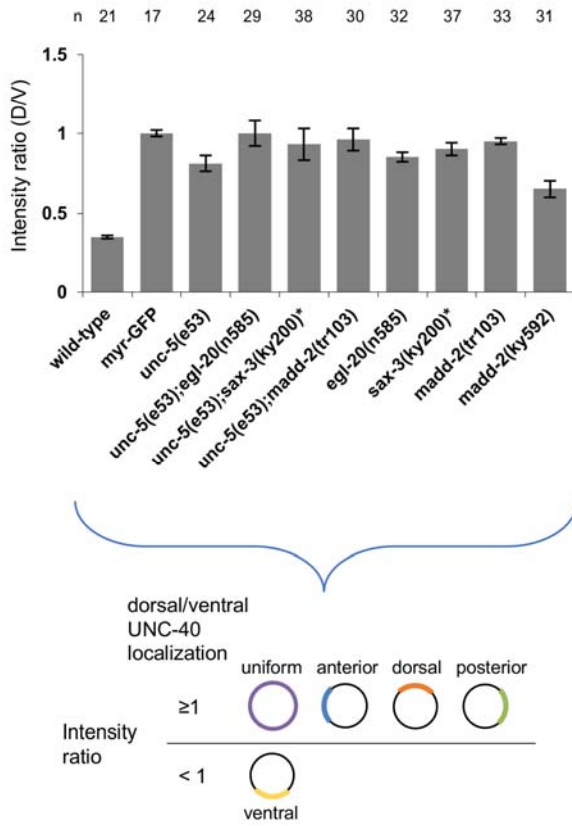 n 21 17 24 29 38 30 32 37 33 31
Intensity ratio (D/V)
1.5
1
0.5
0
wild-type
myr-GFP
unc-5(e53)
unc-5(e53);egl-20(n585)
unc-5(e53);sax-3(ky200)*
unc-5(e53);madd-2(tr103)
egl-20(n585)
sax-3(ky200)*
madd-2(tr103)
madd-2(ky592)
dorsal/ventral
UNC-40
localization
uniform anterior dorsal posterior
≥1
Intensity
ratio
< 1
ventral